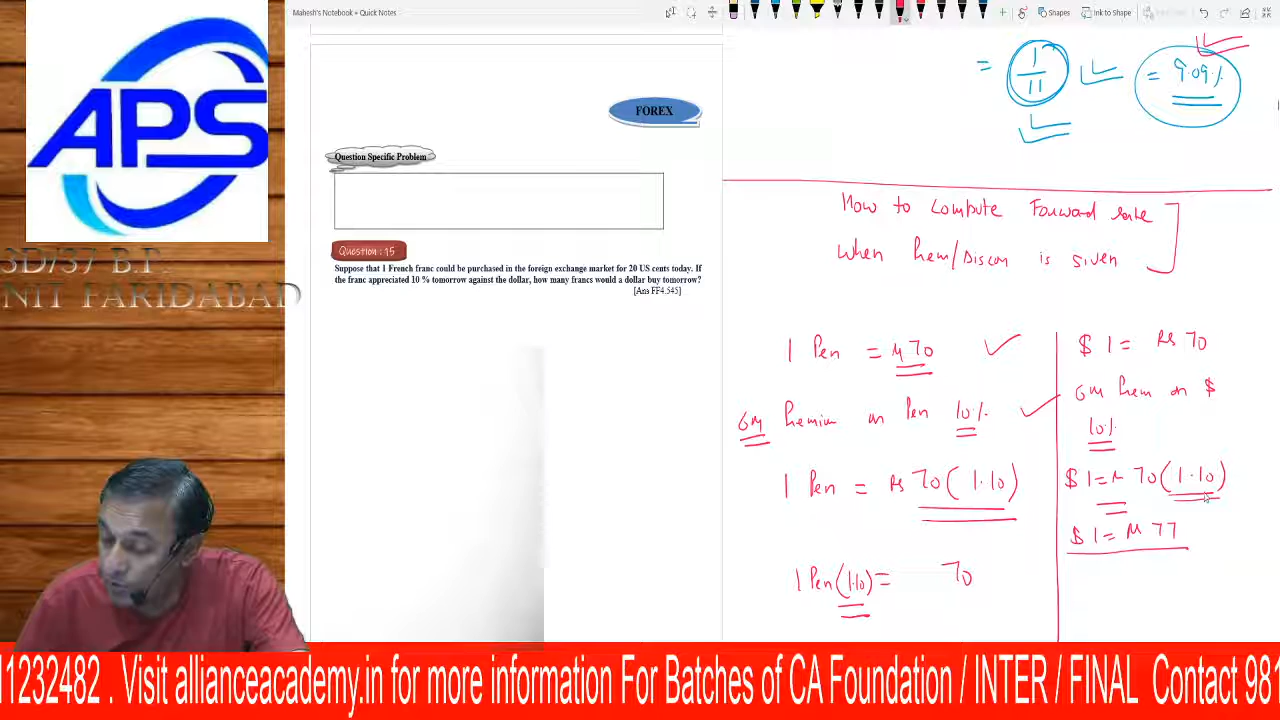 Mahesh's Notebook + Quick Notes
Shapes
Ink to Shape
APS
3D/37 B.P.
NIT FARIDABAD
FOREX
Question Specific Problem
Question : 15
Suppose that 1 French franc could be purchased in the foreign exchange market for 20 US cents today. If
the franc appreciated 10 % tomorrow against the dollar, how many francs would a dollar buy tomorrow?
[Ans FF4.545]
= 1/11 = 9.09%
How to Compute Forward rate
when Prem/Discon is given
1 Pen = Rs 70
6m Premium on Pen 10%
1 Pen = Rs 70 (1.10)
1 Pen (1.10) = 70
$ 1 = Rs 70
6m Prem on $
10%
$ 1 = Rs 70 (1.10)
$ 1 = Rs 77
11232482 . Visit allianceacademy.in for more information For Batches of CA Foundation / INTER / FINAL Contact 981